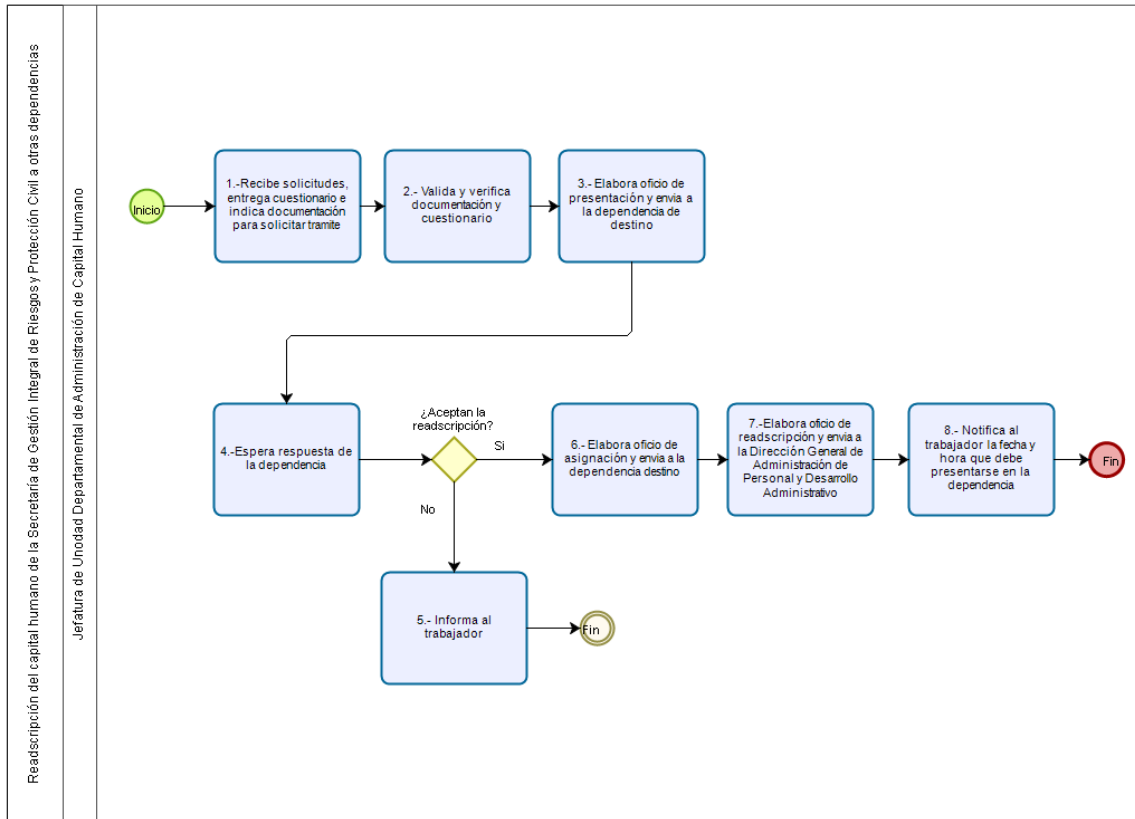 Readscripción del capital humano de la Secretaría de Gestión Integral de Riesgos y Protección Civil a otras dependencias
Jefatura de Unodad Departamental de Administración de Capital Humano
Inicio
1.-Recibe solicitudes,
entrega cuestionario e
indica documentación
para solicitar tramite
2.- Valida y verifica
documentación y
cuestionario
3.- Elabora oficio de
presentación y envia a
la dependencia de
destino
4.-Espera respuesta de
la dependencia
¿Aceptan la
readscripción?
Si
No
6.- Elabora oficio de
asignación y envia a la
dependencia destino
7.-Elabora oficio de
readscripción y envia a
la Dirección General de
Administración de
Personal y Desarrollo
Administrativo
8.- Notifica al
trabajador la fecha y
hora que debe
presentarse en la
dependencia
Fin
5.- Informa al
trabajador
Fin